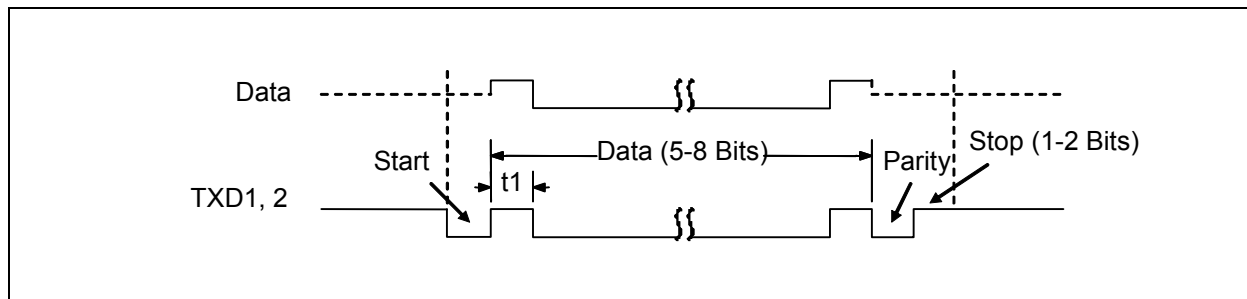 Data
Data (5-8 Bits)
Stop (1-2 Bits)
Start
Parity
t1
TXD1, 2